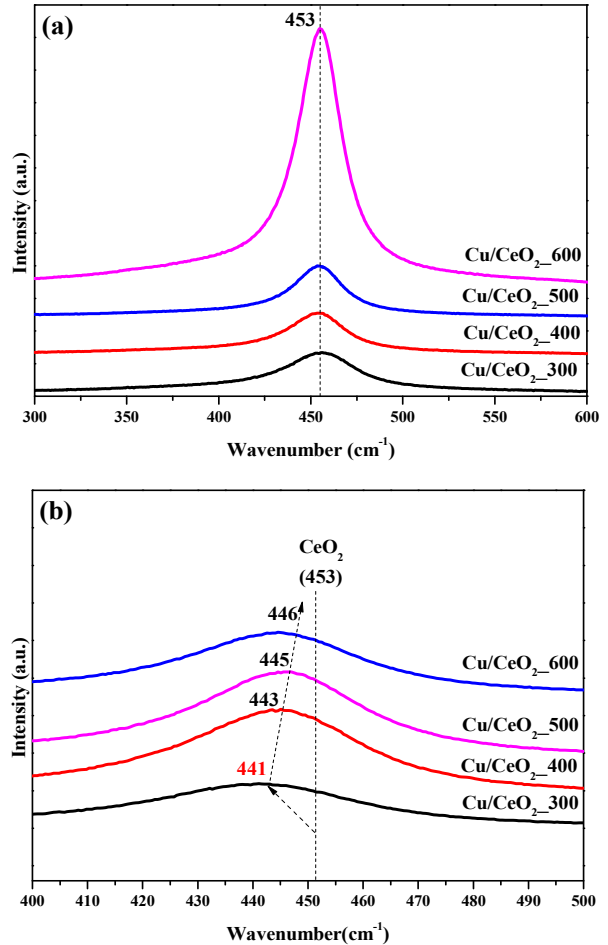 (a)
453
Intensity (a.u.)
Cu/CeO₂_600
Cu/CeO₂_500
Cu/CeO₂_400
Cu/CeO₂_300
300 350 400 450 500 550 600
Wavenumber (cm⁻¹)
(b)
CeO₂
(453)
446
445
443
441
Intensity (a.u.)
Cu/CeO₂_600
Cu/CeO₂_500
Cu/CeO₂_400
Cu/CeO₂_300
400 410 420 430 440 450 460 470 480 490 500
Wavenumber(cm⁻¹)